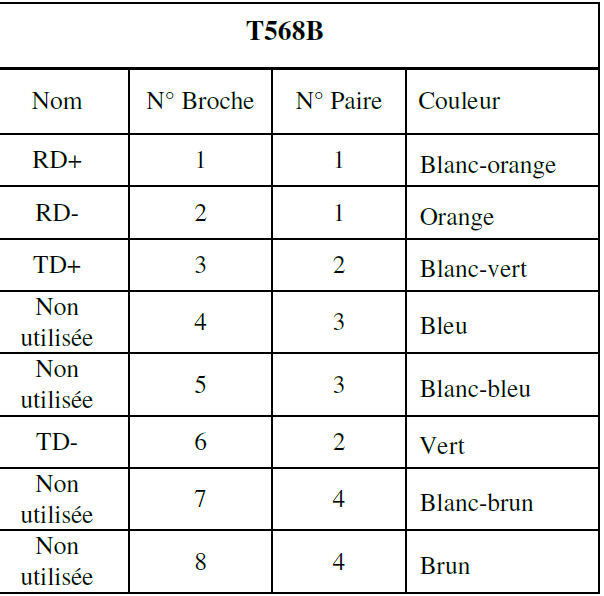 T568B
Nom N° Broche N° Paire Couleur
RD+ 1 1 Blanc-orange
RD- 2 1 Orange
TD+ 3 2 Blanc-vert
Non
utilisée 4 3 Bleu
Non
utilisée 5 3 Blanc-bleu
TD- 6 2 Vert
Non
utilisée 7 4 Blanc-brun
Non
utilisée 8 4 Brun